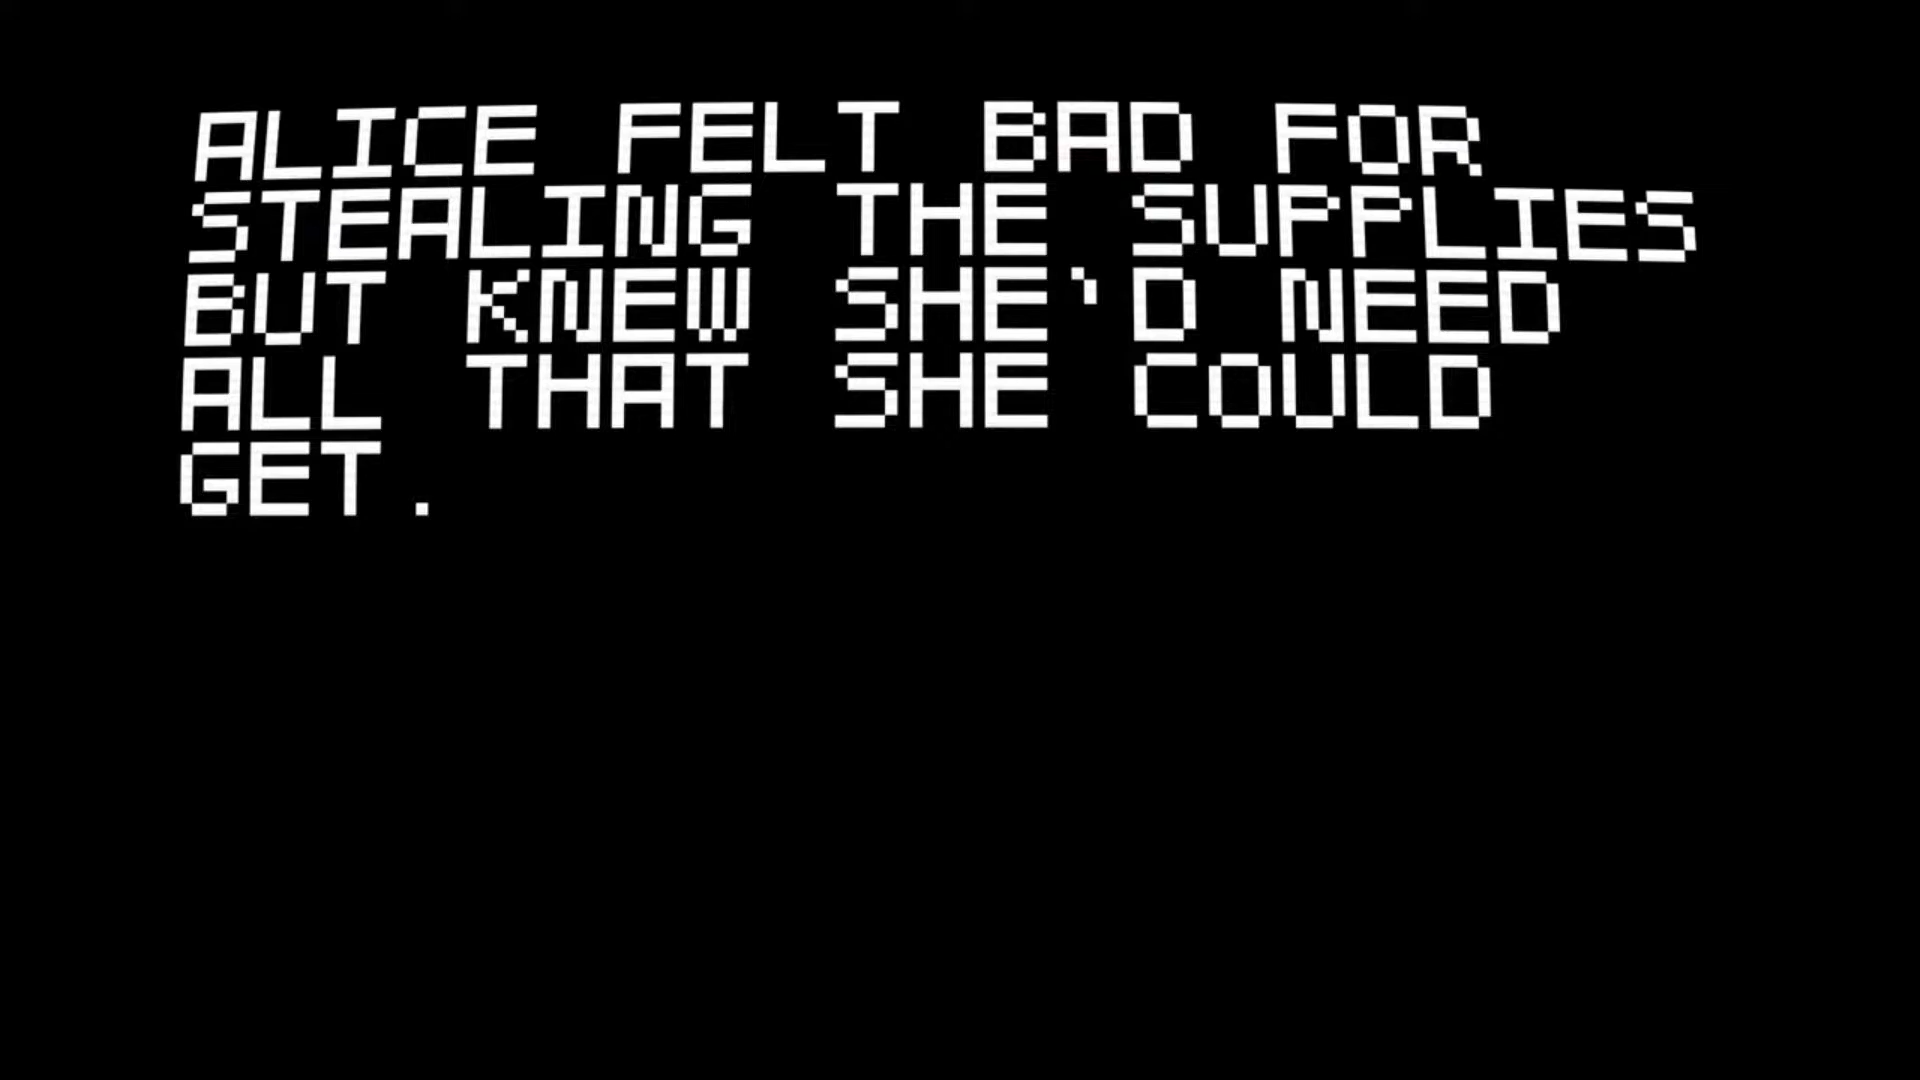 ALICE FELT BAD FOR
STEALING THE SUPPLIES
BUT KNEW SHE'D NEED
ALL THAT SHE COULD
GET.